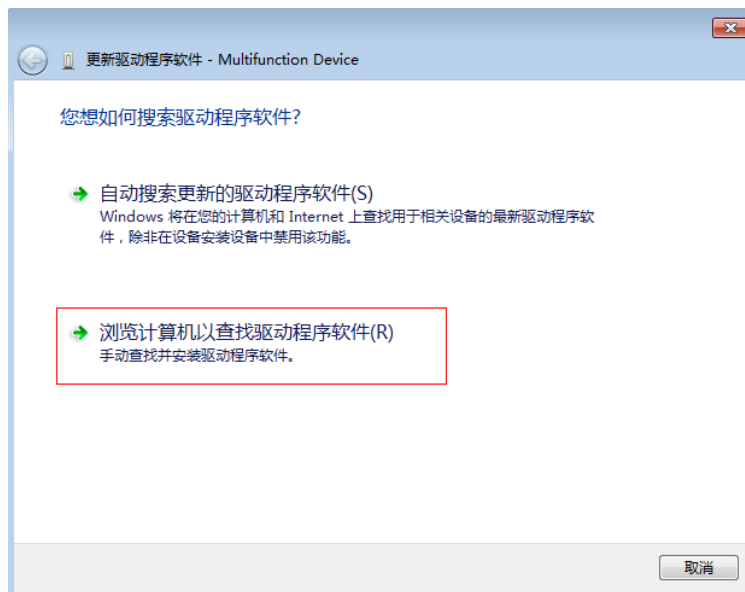 更新驱动程序软件 - Multifunction Device
您想如何搜索驱动程序软件?
自动搜索更新的驱动程序软件(S)
Windows 将在您的计算机和 Internet 上查找用于相关设备的最新驱动程序软
件，除非在设备安装设备中禁用该功能。
浏览计算机以查找驱动程序软件(R)
手动查找并安装驱动程序软件。
取消